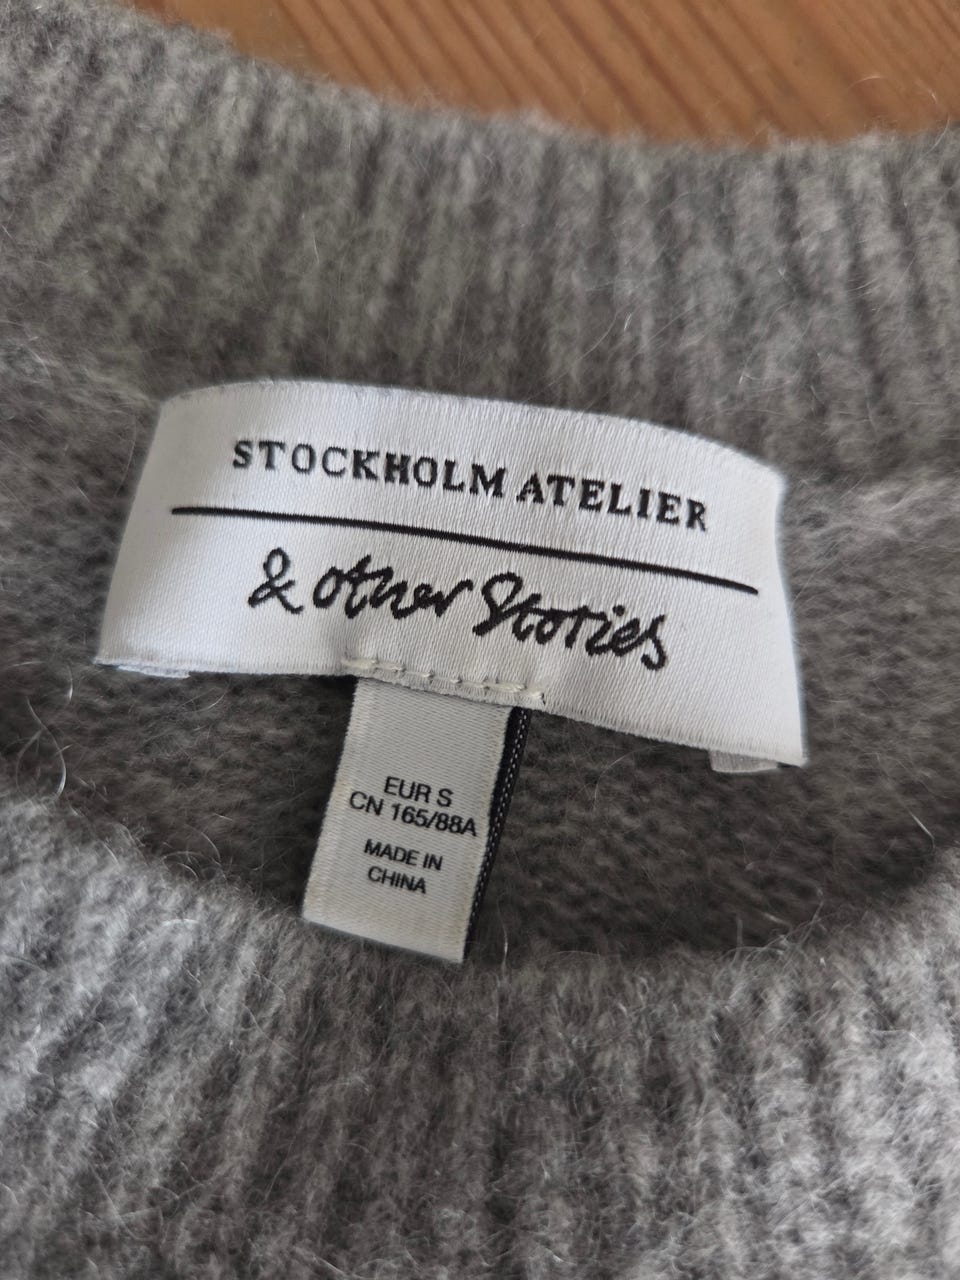 STOCKHOLM ATELIER
& other Stories
EUR S
CN 165/88A
MADE IN
CHINA